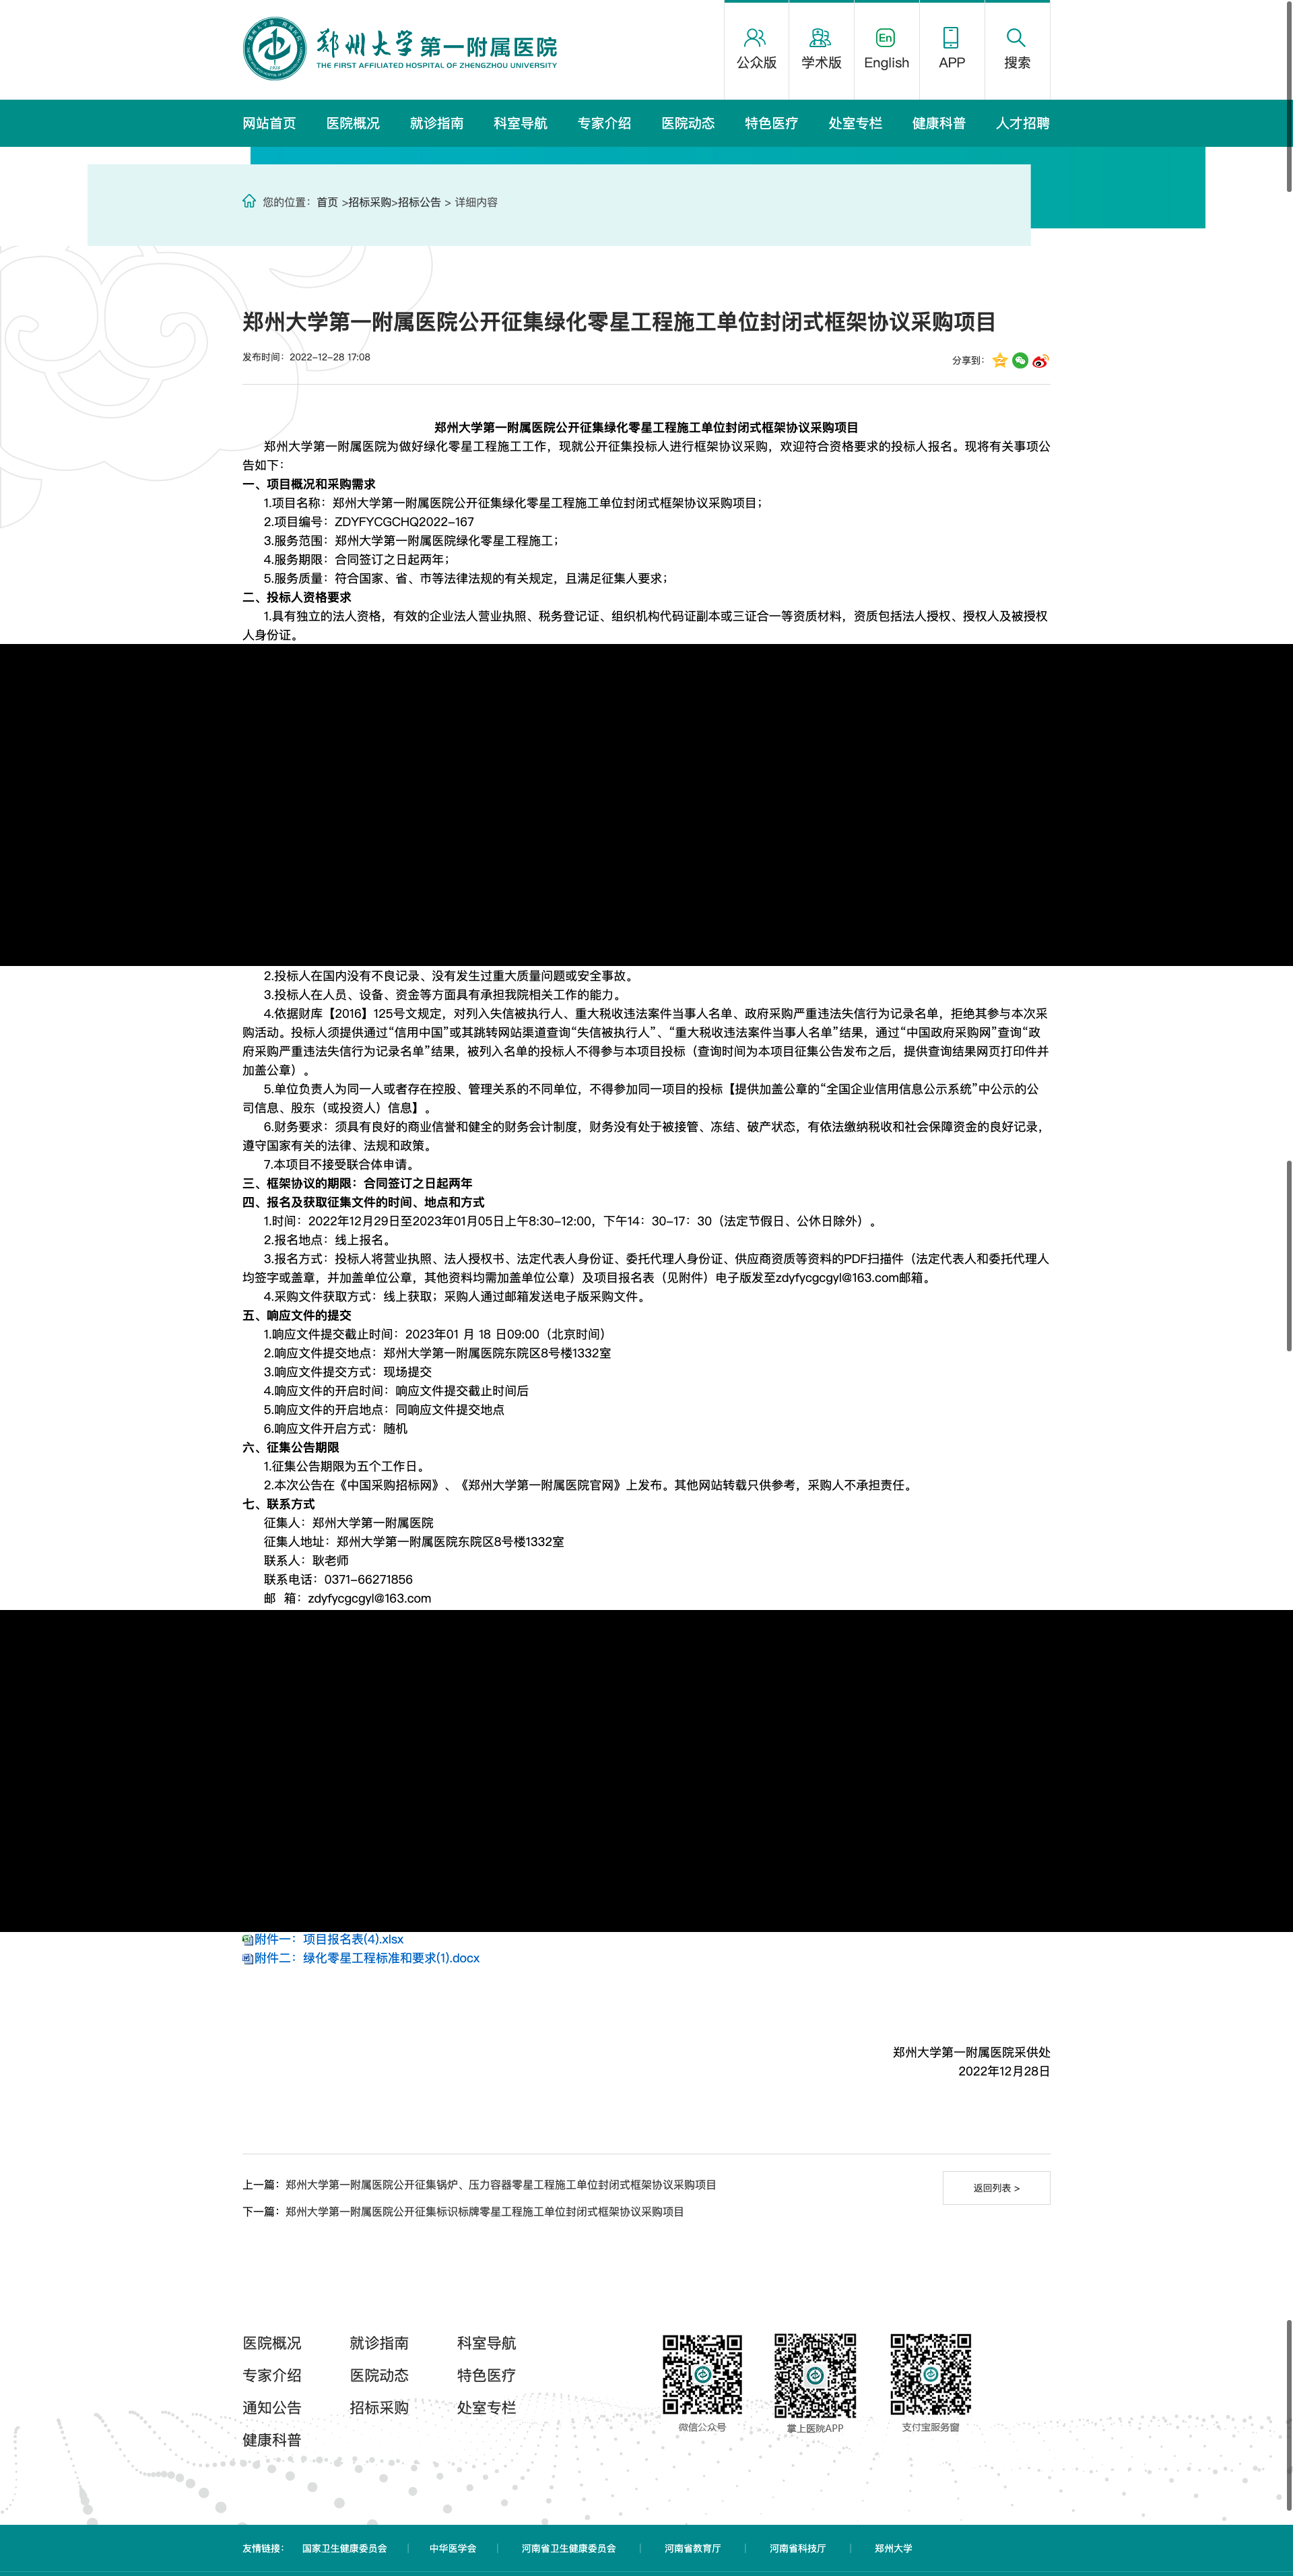 郑州大学第一附属医院
THE FIRST AFFILIATED HOSPITAL OF ZHENGZHOU UNIVERSITY
公众版
学术版
En
English
APP
搜索
网站首页 医院概况 就诊指南 科室导航 专家介绍 医院动态 特色医疗 处室专栏 健康科普 人才招聘
您的位置：首页 >招标采购>招标公告 > 详细内容
郑州大学第一附属医院公开征集绿化零星工程施工单位封闭式框架协议采购项目
发布时间：2022-12-28 17:08
分享到：
郑州大学第一附属医院公开征集绿化零星工程施工单位封闭式框架协议采购项目
郑州大学第一附属医院为做好绿化零星工程施工工作，现就公开征集投标人进行框架协议采购，欢迎符合资格要求的投标人报名。现将有关事项公
告如下：
一、项目概况和采购需求
1.项目名称：郑州大学第一附属医院公开征集绿化零星工程施工单位封闭式框架协议采购项目；
2.项目编号：ZDYFYCGCHQ2022-167
3.服务范围：郑州大学第一附属医院绿化零星工程施工；
4.服务期限：合同签订之日起两年；
5.服务质量：符合国家、省、市等法律法规的有关规定，且满足征集人要求；
二、投标人资格要求
1.具有独立的法人资格，有效的企业法人营业执照、税务登记证、组织机构代码证副本或三证合一等资质材料，资质包括法人授权、授权人及被授权
人身份证。
2.投标人在国内没有不良记录、没有发生过重大质量问题或安全事故。
3.投标人在人员、设备、资金等方面具有承担我院相关工作的能力。
4.依据财库【2016】125号文规定，对列入失信被执行人、重大税收违法案件当事人名单、政府采购严重违法失信行为记录名单，拒绝其参与本次采
购活动。投标人须提供通过“信用中国”或其跳转网站渠道查询“失信被执行人”、“重大税收违法案件当事人名单”结果，通过“中国政府采购网”查询“政
府采购严重违法失信行为记录名单”结果，被列入名单的投标人不得参与本项目投标（查询时间为本项目征集公告发布之后，提供查询结果网页打印件并
加盖公章）。
5.单位负责人为同一人或者存在控股、管理关系的不同单位，不得参加同一项目的投标【提供加盖公章的“全国企业信用信息公示系统”中公示的公
司信息、股东（或投资人）信息】。
6.财务要求：须具有良好的商业信誉和健全的财务会计制度，财务没有处于被接管、冻结、破产状态，有依法缴纳税收和社会保障资金的良好记录，
遵守国家有关的法律、法规和政策。
7.本项目不接受联合体申请。
三、框架协议的期限：合同签订之日起两年
四、报名及获取征集文件的时间、地点和方式
1.时间：2022年12月29日至2023年01月05日上午8:30-12:00，下午14：30-17：30（法定节假日、公休日除外）。
2.报名地点：线上报名。
3.报名方式：投标人将营业执照、法人授权书、法定代表人身份证、委托代理人身份证、供应商资质等资料的PDF扫描件（法定代表人和委托代理人
均签字或盖章，并加盖单位公章，其他资料均需加盖单位公章）及项目报名表（见附件）电子版发至zdyfycgcgyl@163.com邮箱。
4.采购文件获取方式：线上获取；采购人通过邮箱发送电子版采购文件。
五、响应文件的提交
1.响应文件提交截止时间：2023年01 月 18 日09:00（北京时间）
2.响应文件提交地点：郑州大学第一附属医院东院区8号楼1332室
3.响应文件提交方式：现场提交
4.响应文件的开启时间：响应文件提交截止时间后
5.响应文件的开启地点：同响应文件提交地点
6.响应文件开启方式：随机
六、征集公告期限
1.征集公告期限为五个工作日。
2.本次公告在《中国采购招标网》、《郑州大学第一附属医院官网》上发布。其他网站转载只供参考，采购人不承担责任。
七、联系方式
征集人：郑州大学第一附属医院
征集人地址：郑州大学第一附属医院东院区8号楼1332室
联系人：耿老师
联系电话：0371-66271856
邮 箱：zdyfycgcgyl@163.com
附件一：项目报名表(4).xlsx
附件二：绿化零星工程标准和要求(1).docx
郑州大学第一附属医院采供处
2022年12月28日
上一篇：郑州大学第一附属医院公开征集锅炉、压力容器零星工程施工单位封闭式框架协议采购项目
返回列表 >
下一篇：郑州大学第一附属医院公开征集标识标牌零星工程施工单位封闭式框架协议采购项目
医院概况 就诊指南 科室导航
专家介绍 医院动态 特色医疗
通知公告 招标采购 处室专栏
健康科普
微信公众号 掌上医院APP 支付宝服务窗
友情链接： 国家卫生健康委员会 | 中华医学会 | 河南省卫生健康委员会 | 河南省教育厅 | 河南省科技厅 | 郑州大学